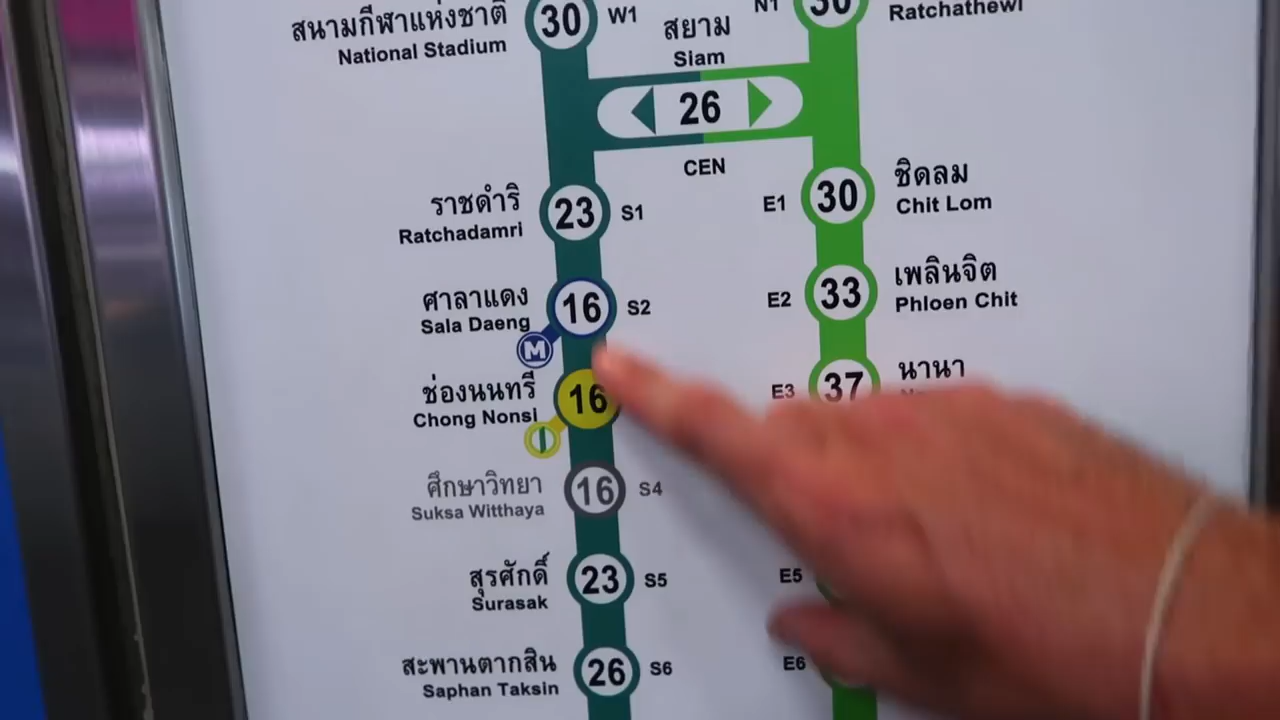 สนามกีฬาแห่งชาติ
National Stadium
30
W1
สยาม
Siam
N1
30
Ratchathewi
26
CEN
ราชดำริ
Ratchadamri
23
S1
E1
30
ชิดลม
Chit Lom
ศาลาแดง
Sala Daeng
16
S2
M
E2
33
เพลินจิต
Phloen Chit
ช่องนนทรี
Chong Nonsi
16
E3
37
นานา
ศึกษาวิทยา
Suksa Witthaya
16
S4
สุรศักดิ์
Surasak
23
S5
E5
สะพานตากสิน
Saphan Taksin
26
S6
E6